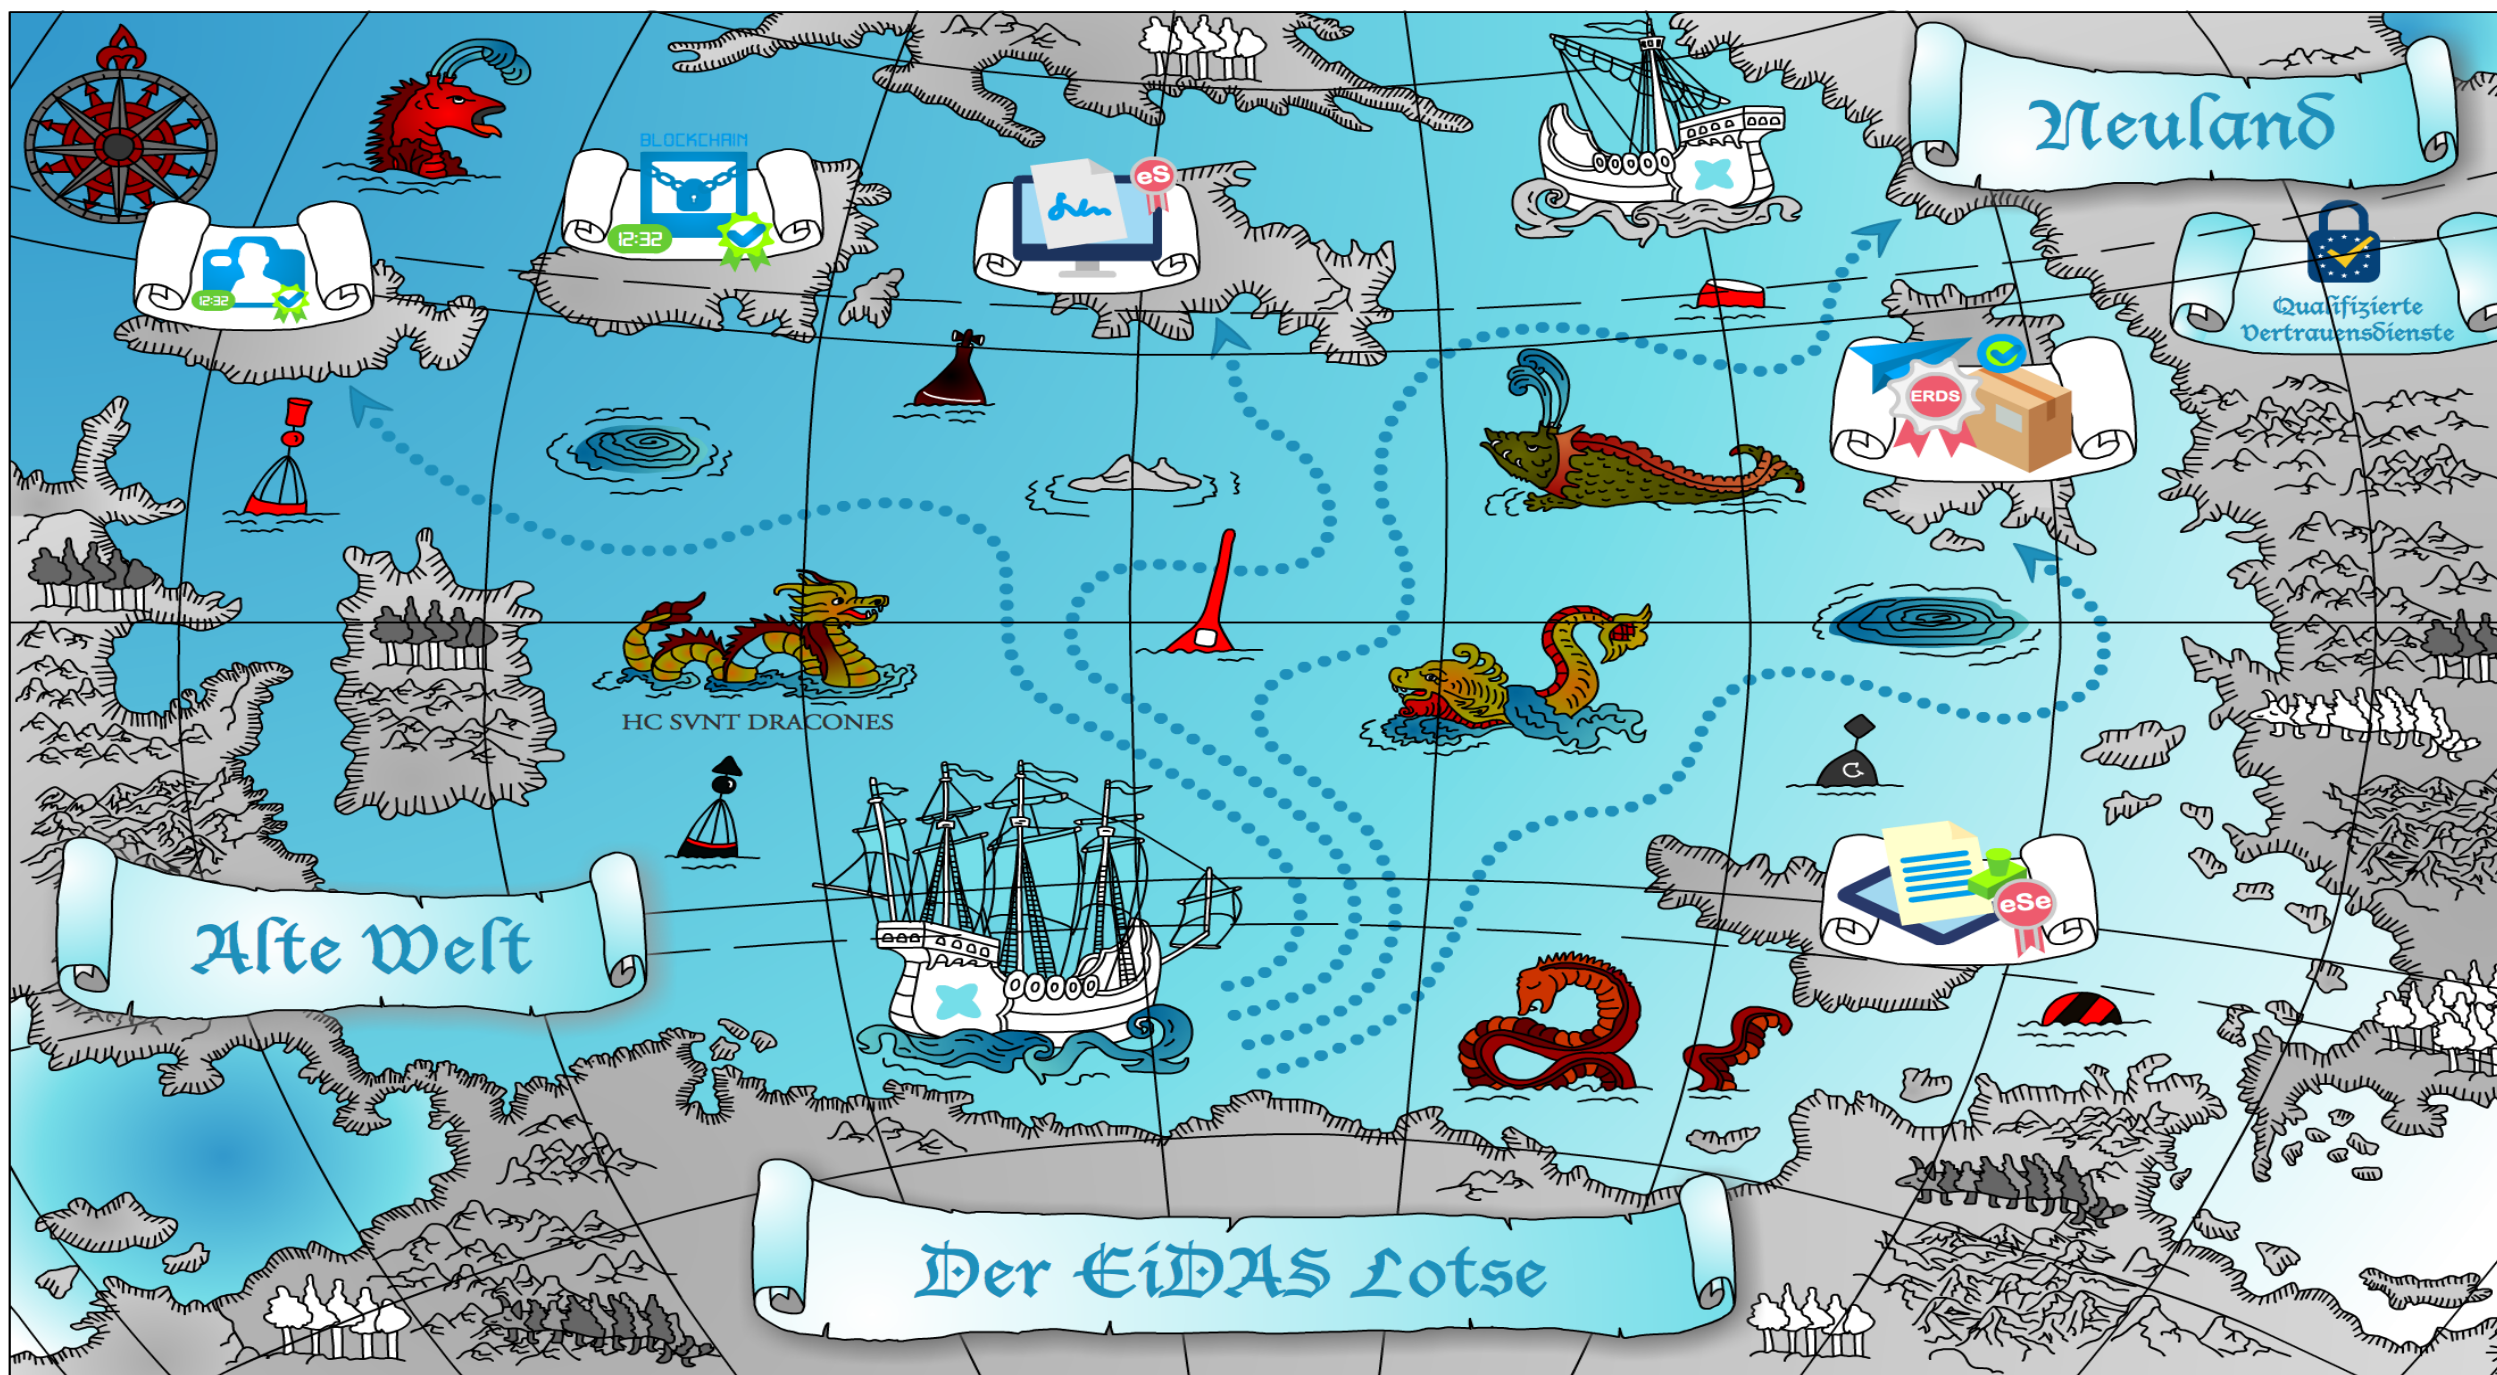 Neuland
BLOCKCHAIN
12:32
eS
12:32
Qualifizierte
Vertrauensdienste
ERDS
HC SVNT DRACONES
eSe
Alte Welt
Der EiDAS Lotse